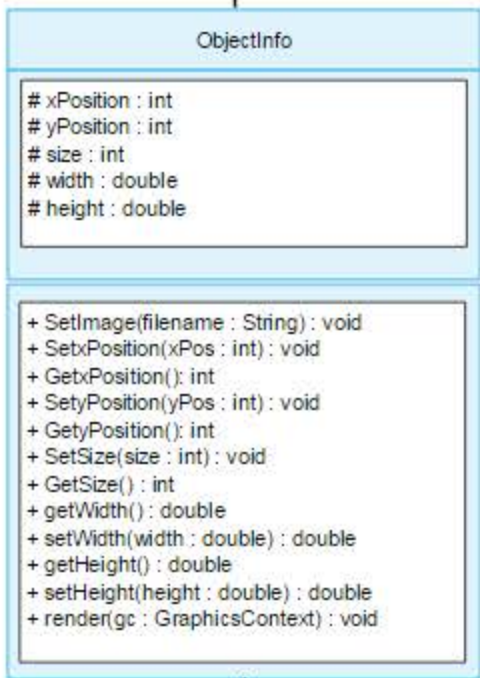 ObjectInfo
# xPosition : int
# yPosition : int
# size : int
# width : double
# height : double
+ SetImage(filename : String) : void
+ SetxPosition(xPos : int) : void
+ GetxPosition(): int
+ SetyPosition(yPos : int) : void
+ GetyPosition(): int
+ SetSize(size : int) : void
+ GetSize() : int
+ getWidth() : double
+ setWidth(width : double) : double
+ getHeight() : double
+ setHeight(height : double) : double
+ render(gc : GraphicsContext) : void